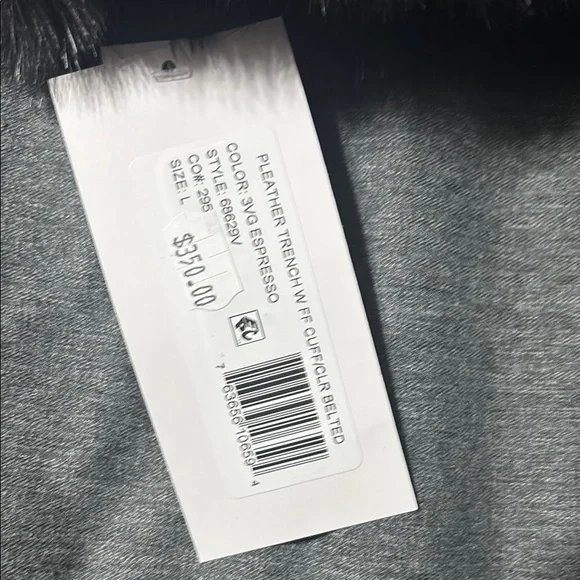 PLEATHER TRENCH W FF CUFF/CLR BELTED
COLOR: 3VG ESPRESSO
STYLE: 68629V
CO#: 295
SIZE: L
$350.00
7 63656 10659 4